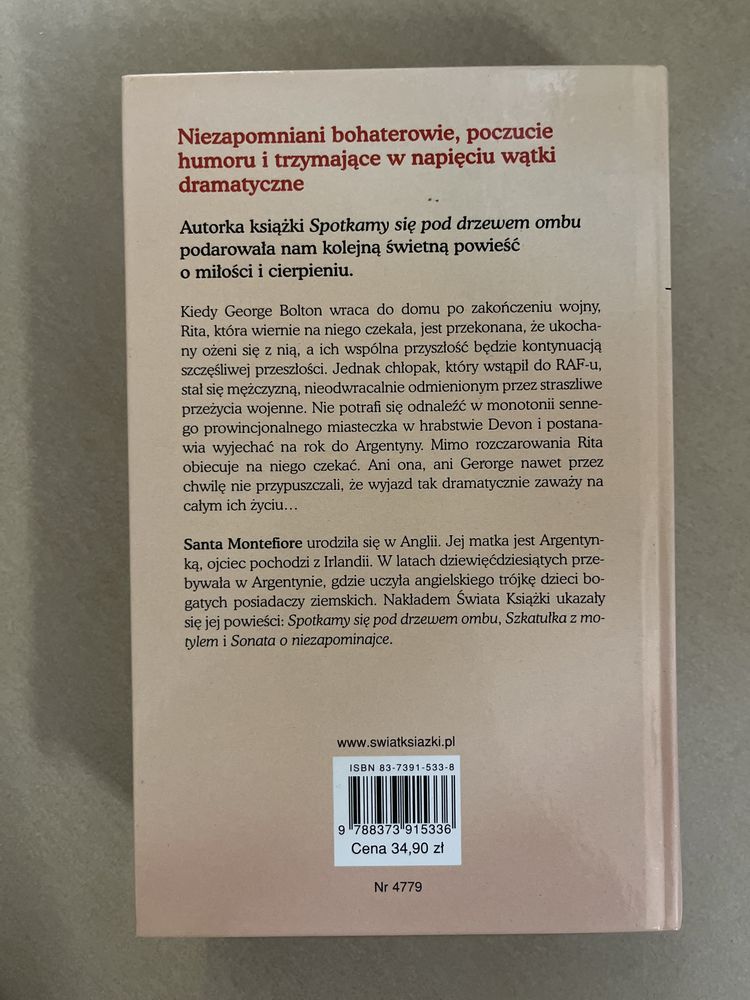 Niezapomniani bohaterowie, poczucie
humoru i trzymające w napięciu wątki
dramatyczne
Autorka książki Spotkamy się pod drzewem ombu
podarowała nam kolejną świetną powieść
o miłości i cierpieniu.
Kiedy George Bolton wraca do domu po zakończeniu wojny,
Rita, która wiernie na niego czekała, jest przekonana, że ukocha-
ny ożeni się z nią, a ich wspólna przyszłość będzie kontynuacją
szczęśliwej przeszłości. Jednak chłopak, który wstąpił do RAF-u,
stał się mężczyzną, nieodwracalnie odmienionym przez straszliwe
przeżycia wojenne. Nie potrafi się odnaleźć w monotonii senne-
go prowincjonalnego miasteczka w hrabstwie Devon i postana-
wia wyjechać na rok do Argentyny. Mimo rozczarowania Rita
obiecuje na niego czekać. Ani ona, ani Gerorge nawet przez
chwilę nie przypuszczali, że wyjazd tak dramatycznie zaważy na
całym ich życiu...
Santa Montefiore urodziła się w Anglii. Jej matka jest Argentyn-
ką, ojciec pochodzi z Irlandii. W latach dziewięćdziesiątych prze-
bywała w Argentynie, gdzie uczyła angielskiego trójkę dzieci bo-
gatych posiadaczy ziemskich. Nakładem Świata Książki ukazały
się jej powieści: Spotkamy się pod drzewem ombu, Szkatułka z mo-
tylem i Sonata o niezapominajce.
www.swiatksiazki.pl
ISBN 83-7391-533-8
9 788373 915336
Cena 34,90 zł
Nr 4779